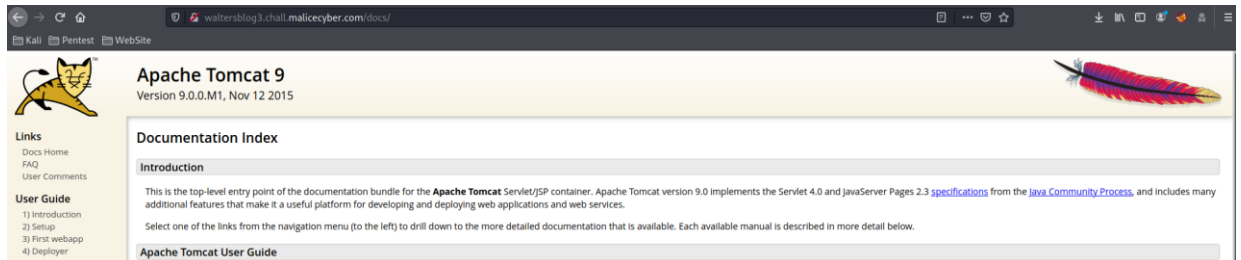 waltersblog3.chall.malicecyber.com/docs/
Kali Pentest WebSite
Apache Tomcat 9
Version 9.0.0.M1, Nov 12 2015
Links
Docs Home
FAQ
User Comments
User Guide
1) Introduction
2) Setup
3) First webapp
4) Deployer
Documentation Index
Introduction
This is the top-level entry point of the documentation bundle for the Apache Tomcat Servlet/JSP container. Apache Tomcat version 9.0 implements the Servlet 4.0 and JavaServer Pages 2.3 specifications from the Java Community Process, and includes many
additional features that make it a useful platform for developing and deploying web applications and web services.
Select one of the links from the navigation menu (to the left) to drill down to the more detailed documentation that is available. Each available manual is described in more detail below.
Apache Tomcat User Guide